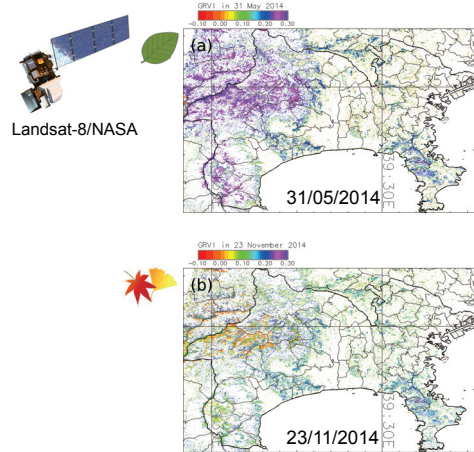 GRVI in 31 May 2014
-0.10 0.00 0.10 0.20 0.30
(a)
Landsat-8/NASA
139:30E
31/05/2014
GRVI in 23 November 2014
-0.10 0.00 0.10 0.20 0.30
(b)
139:30E
23/11/2014